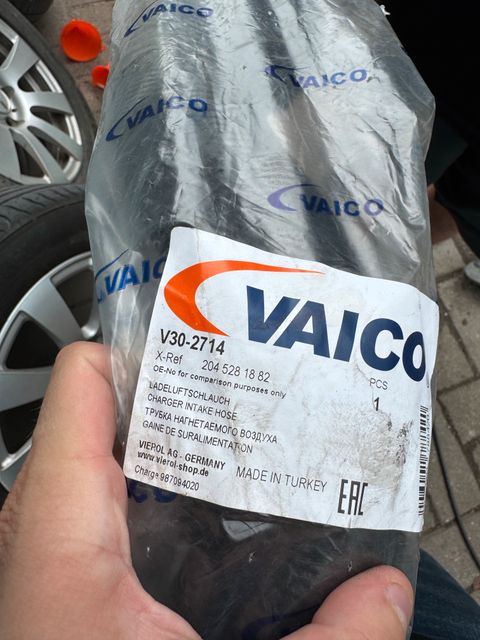 VAICO
VAICO
VAICO
VAICO
VAIC
VAICO
V30-2714
X-Ref 204 528 18 82
OE-No for comparison purposes only
PCS
1
LADELUFTSCHLAUCH
CHARGER INTAKE HOSE
ТРУБКА НАГНЕТАЕМОГО ВОЗДУХА
GAINE DE SURALIMENTATION
VIEROL AG - GERMANY
www.vierol-shop.de
MADE IN TURKEY
EAC
Charge 987094020